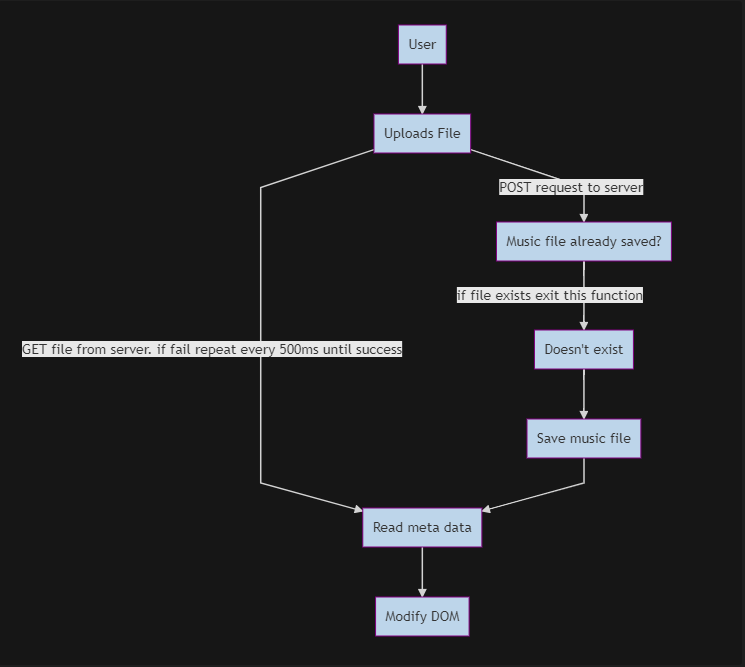 User
Uploads File
POST request to server
Music file already saved?
if file exists exit this function
Doesn't exist
GET file from server. if fail repeat every 500ms until success
Save music file
Read meta data
Modify DOM